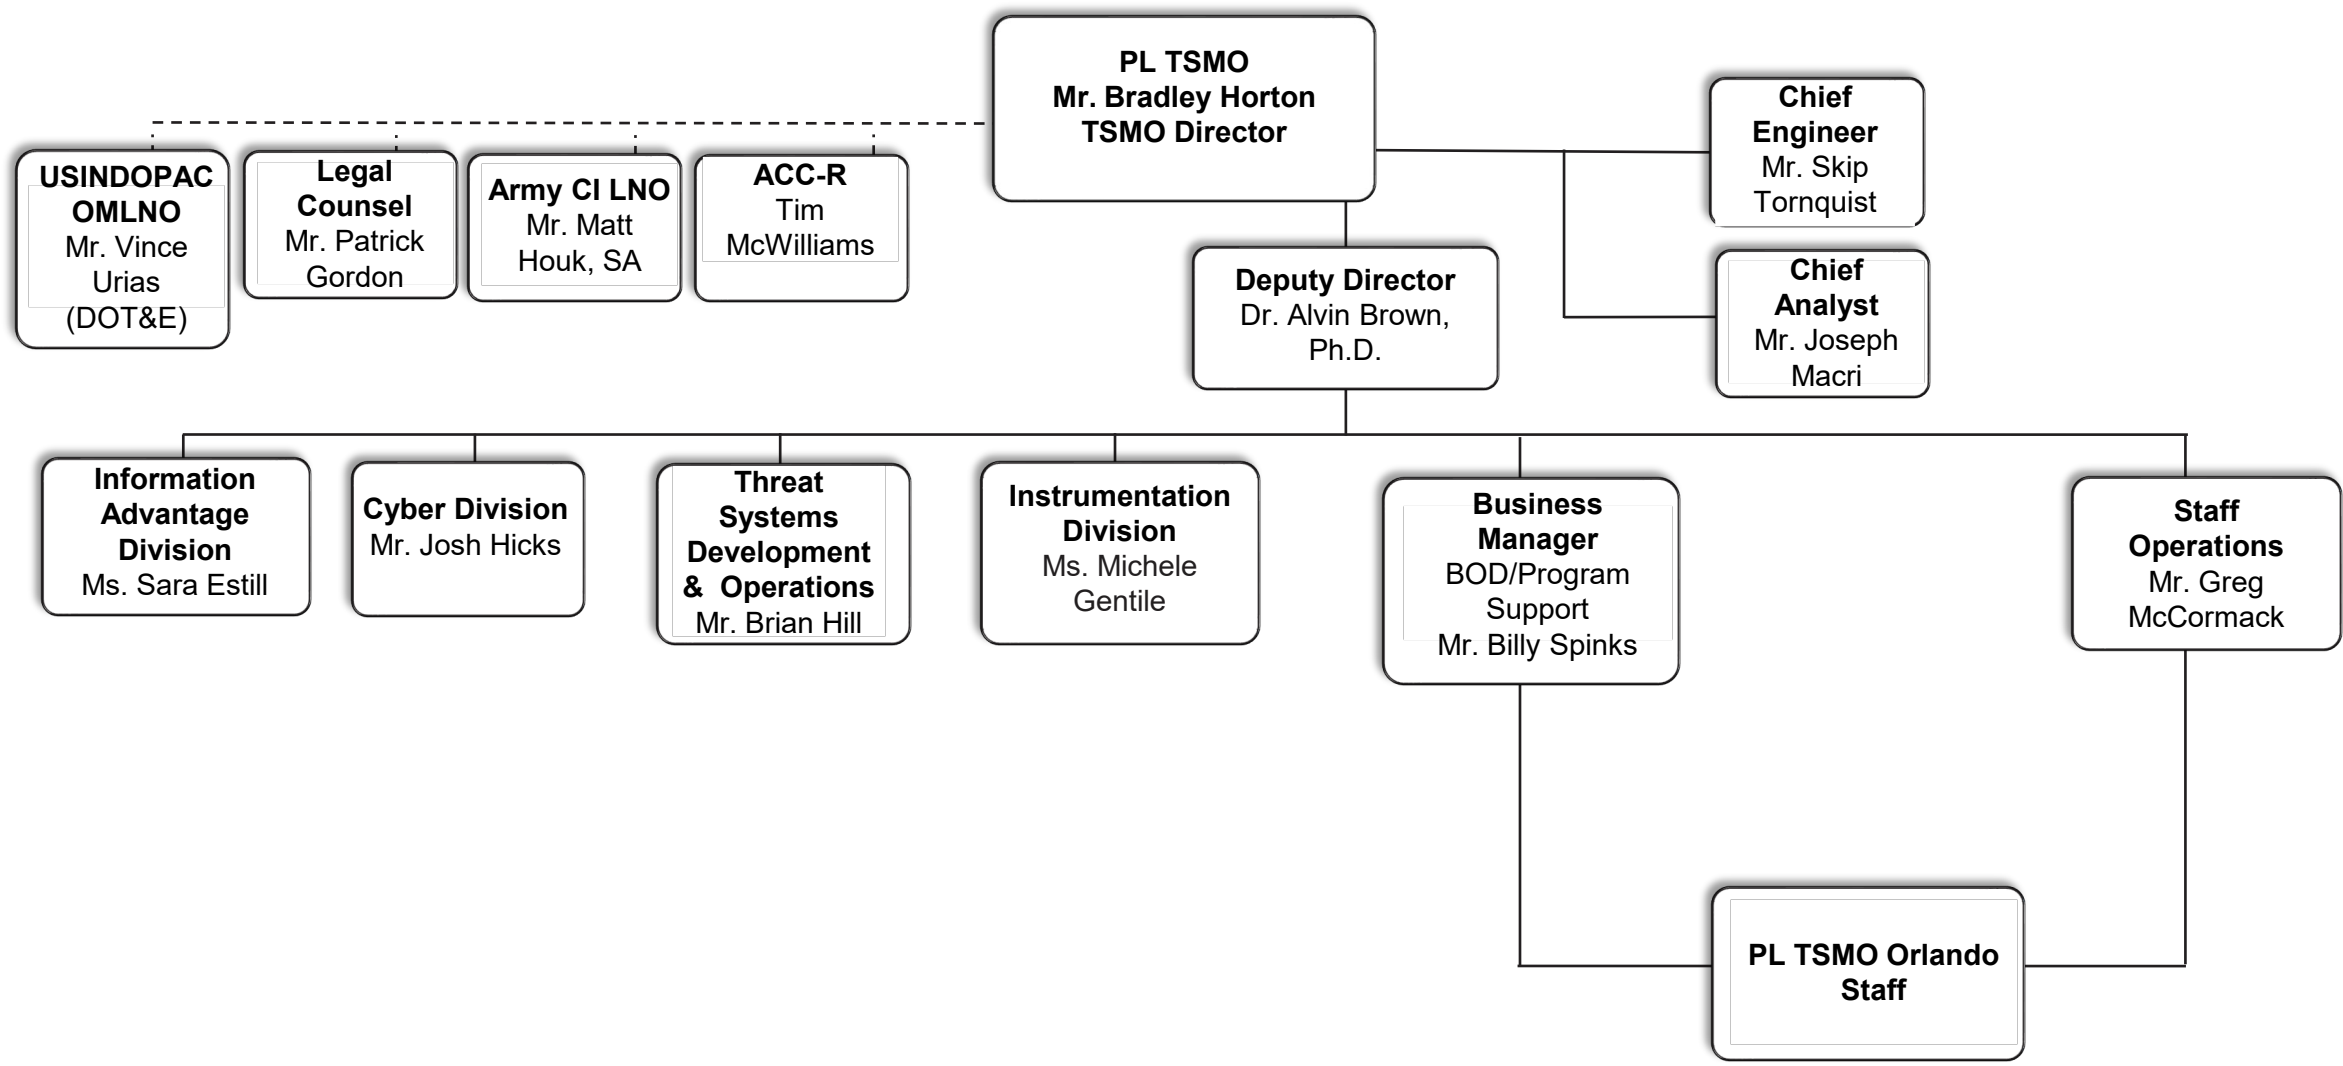 PL TSMO
Mr. Bradley Horton
TSMO Director
Chief
Engineer
Mr. Skip
Tornquist
USINDOPAC
OMLNO
Mr. Vince
Urias
(DOT&E)
Legal
Counsel
Mr. Patrick
Gordon
Army CI LNO
Mr. Matt
Houk, SA
ACC-R
Tim
McWilliams
Deputy Director
Dr. Alvin Brown,
Ph.D.
Chief
Analyst
Mr. Joseph
Macri
Information
Advantage
Division
Ms. Sara Estill
Cyber Division
Mr. Josh Hicks
Threat
Systems
Development
& Operations
Mr. Brian Hill
Instrumentation
Division
Ms. Michele
Gentile
Business
Manager
BOD/Program
Support
Mr. Billy Spinks
Staff
Operations
Mr. Greg
McCormack
PL TSMO Orlando
Staff